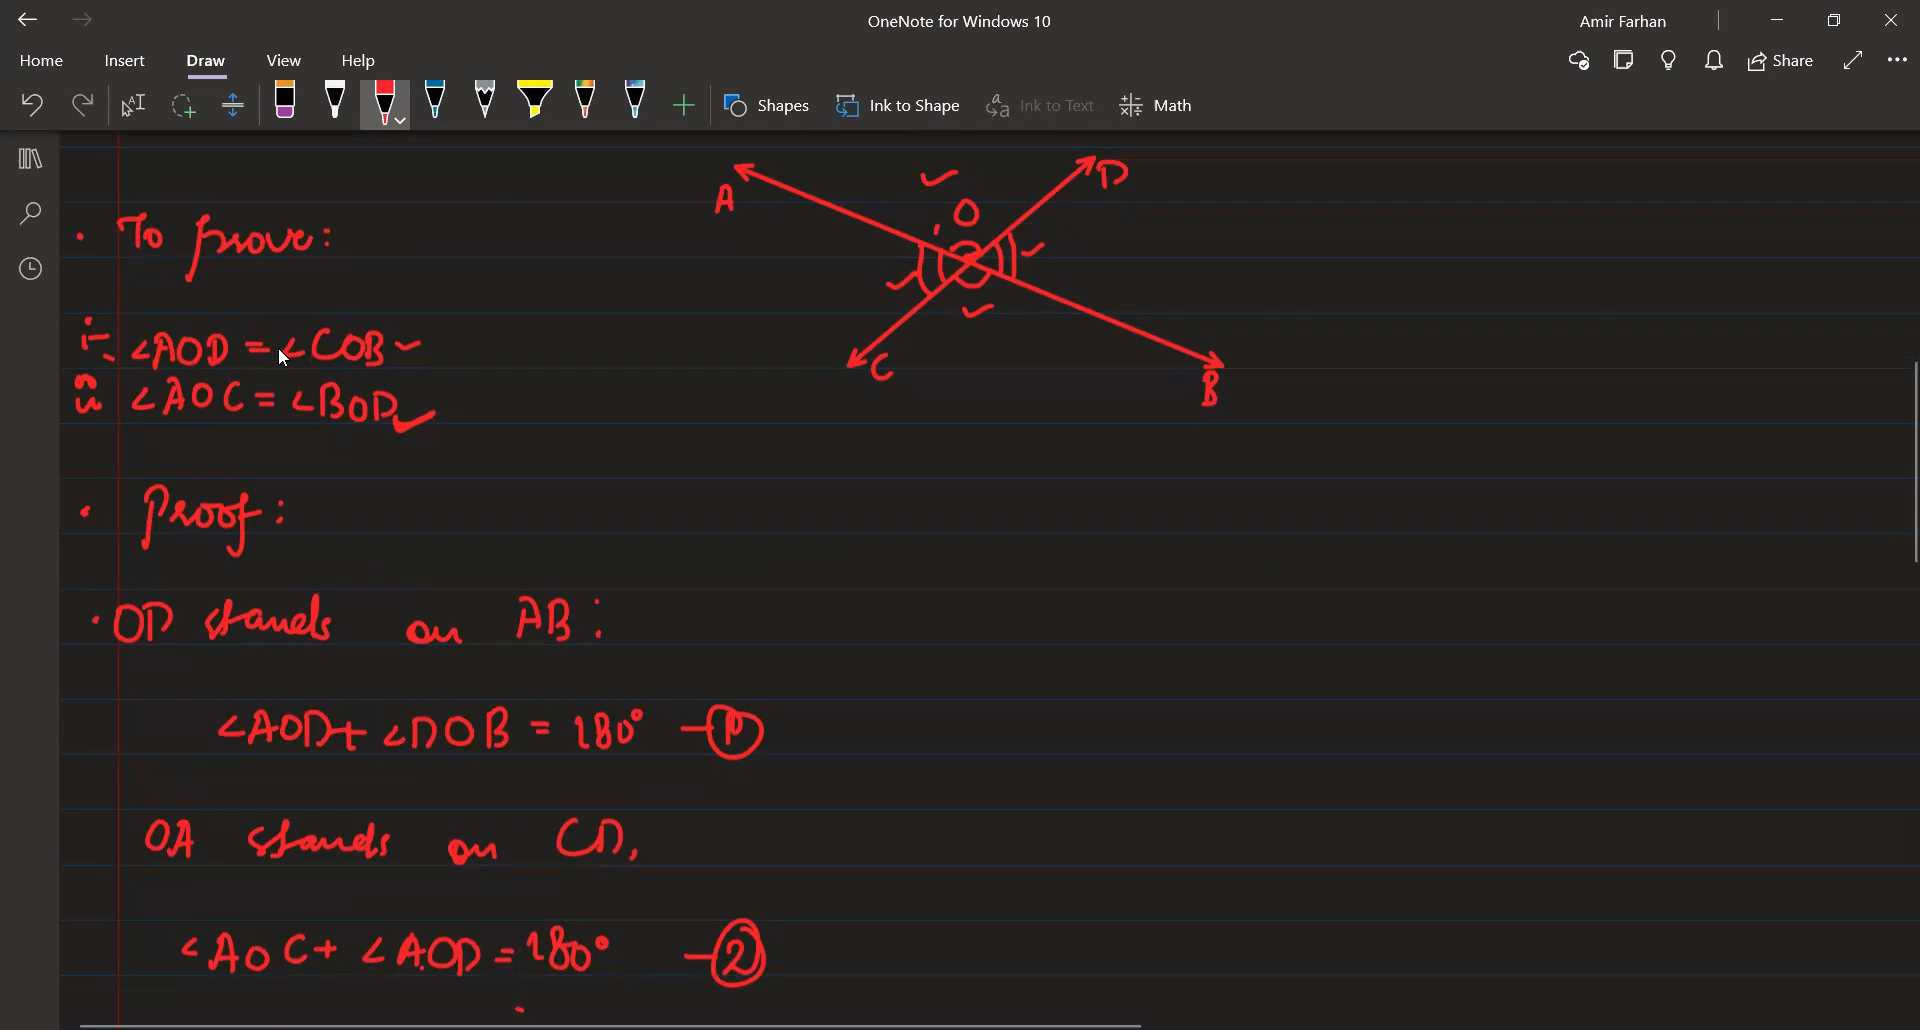 OneNote for Windows 10
Amir Farhan
Home Insert Draw View Help
Share
Shapes Ink to Shape Ink to Text Math
A
D
O
C
B
• To prove:
i- ∠AOD = ∠COB
∠AOC = ∠BOD
• Proof:
• OD stands on AB:
∠AOD + ∠DOB = 180° -①
OA stands on CD,
∠AOC + ∠AOD = 180° -②